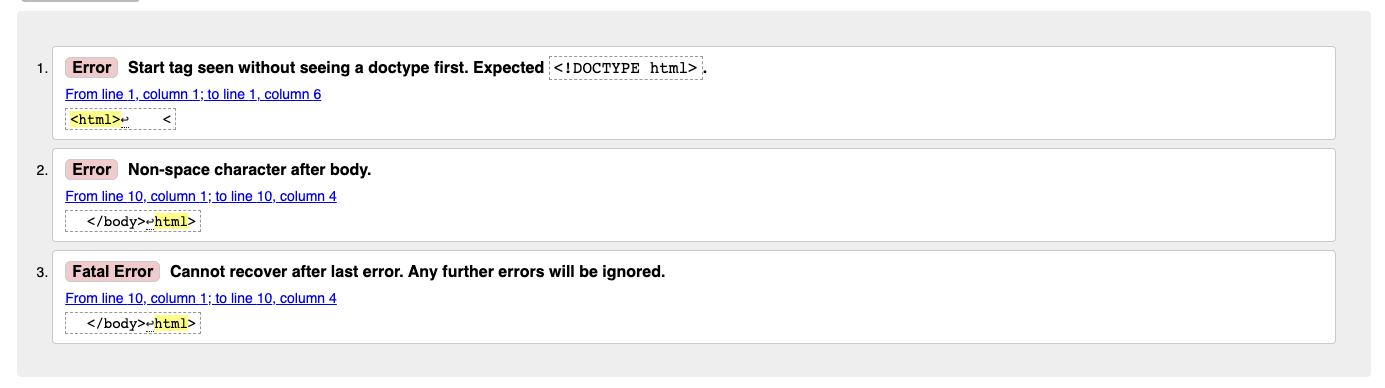 1. Error Start tag seen without seeing a doctype first. Expected <!DOCTYPE html>.
From line 1, column 1; to line 1, column 6
<html>↩    <
2. Error Non-space character after body.
From line 10, column 1; to line 10, column 4
</body>↩html>
3. Fatal Error Cannot recover after last error. Any further errors will be ignored.
From line 10, column 1; to line 10, column 4
</body>↩html>